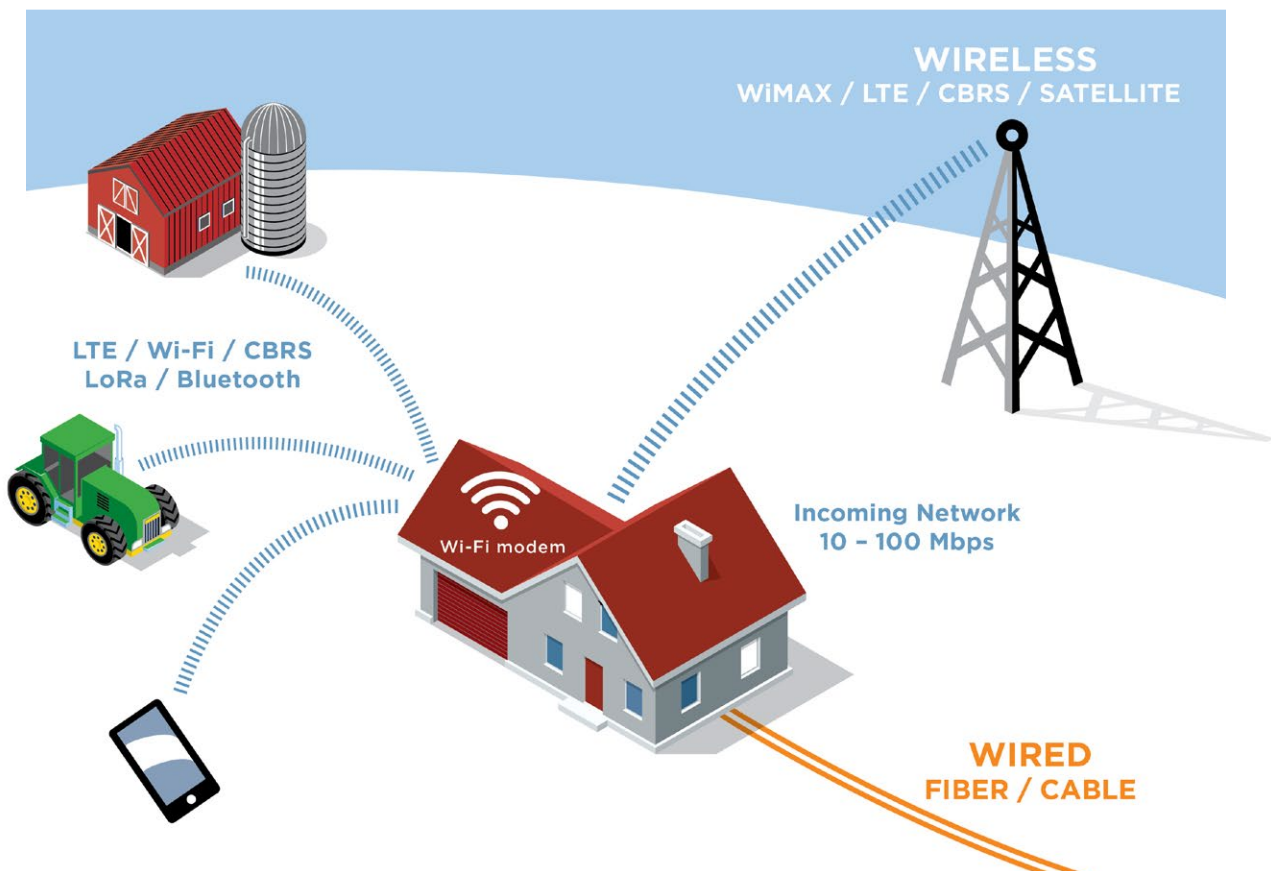 WIRELESS
WiMAX / LTE / CBRS / SATELLITE
LTE / Wi-Fi / CBRS
LoRa / Bluetooth
Wi-Fi modem
Incoming Network
10 – 100 Mbps
WIRED
FIBER / CABLE